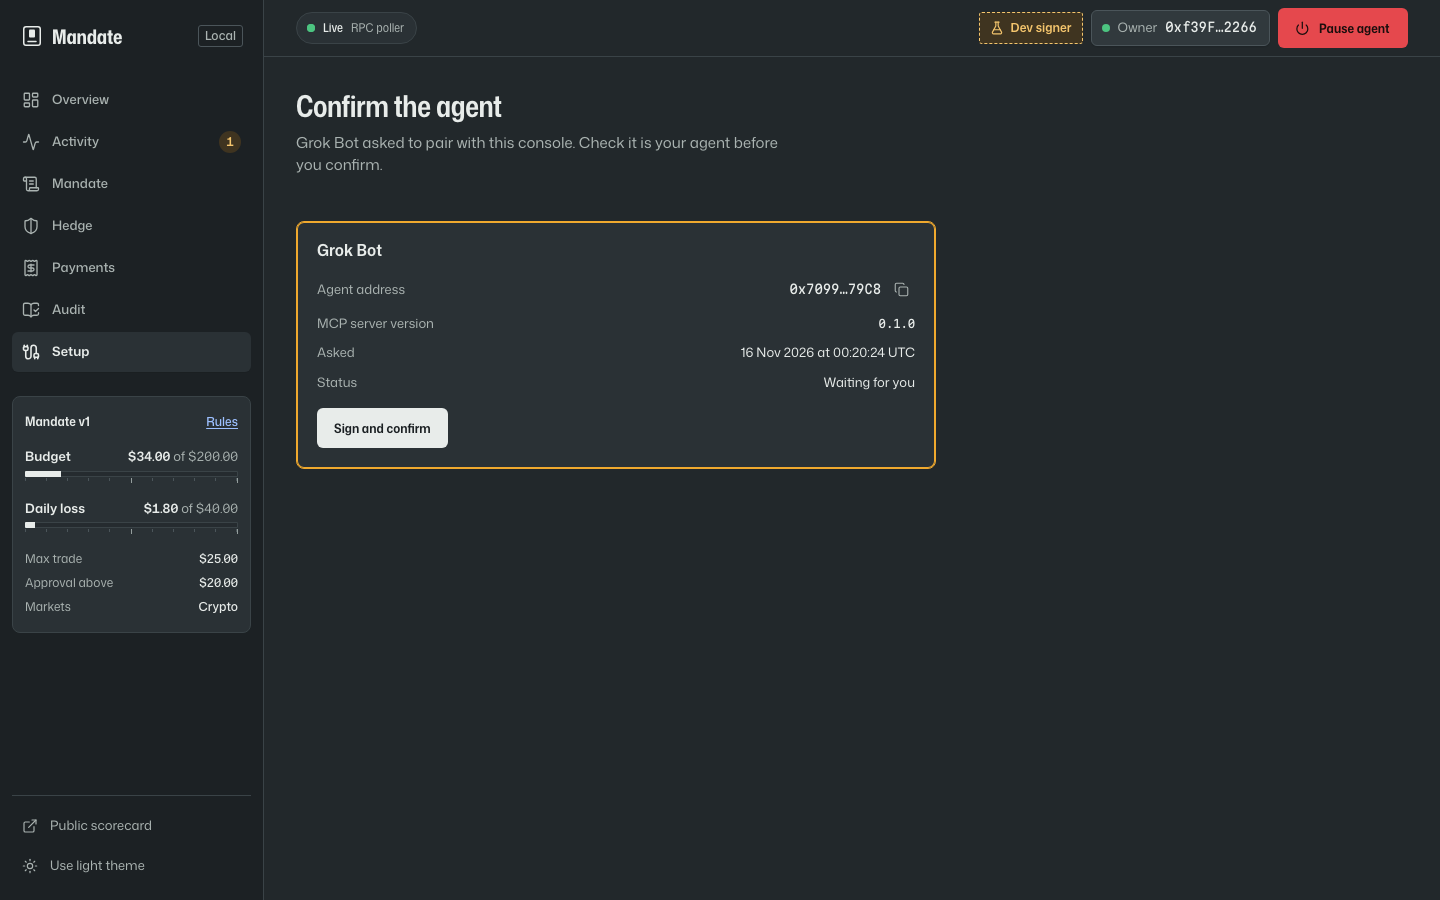 Mandate
Local
Overview
Activity
1
Mandate
Hedge
Payments
Audit
Setup
Mandate v1
Rules
Budget
$34.00 of $200.00
Daily loss
$1.80 of $40.00
Max trade
$25.00
Approval above
$20.00
Markets
Crypto
Public scorecard
Use light theme
Live RPC poller
Dev signer
Owner 0xf39F…2266
Pause agent
Confirm the agent
Grok Bot asked to pair with this console. Check it is your agent before
you confirm.
Grok Bot
Agent address
0x7099…79C8
MCP server version
0.1.0
Asked
16 Nov 2026 at 00:20:24 UTC
Status
Waiting for you
Sign and confirm